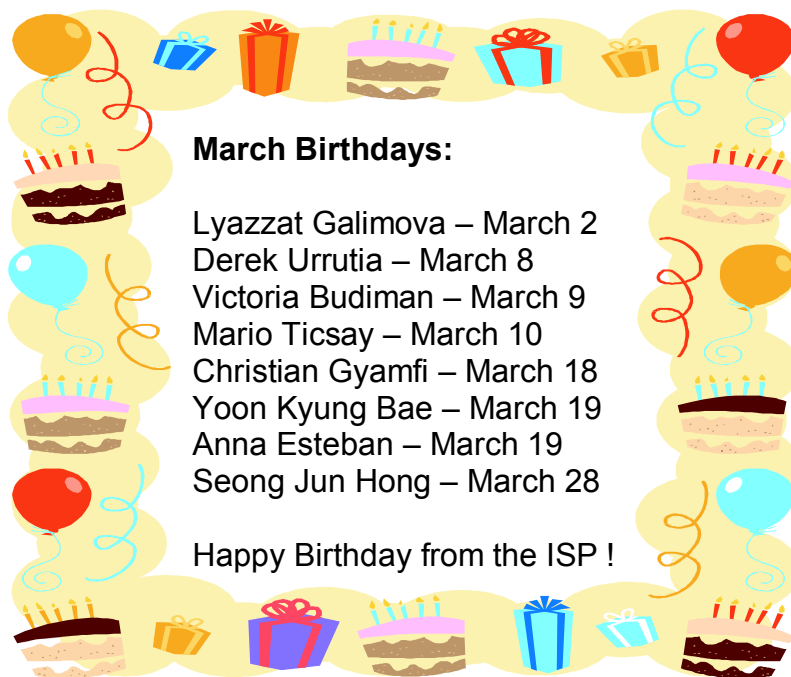 March Birthdays:
Lyazzat Galimova – March 2
Derek Urrutia – March 8
Victoria Budiman – March 9
Mario Ticsay – March 10
Christian Gyamfi – March 18
Yoon Kyung Bae – March 19
Anna Esteban – March 19
Seong Jun Hong – March 28
Happy Birthday from the ISP !